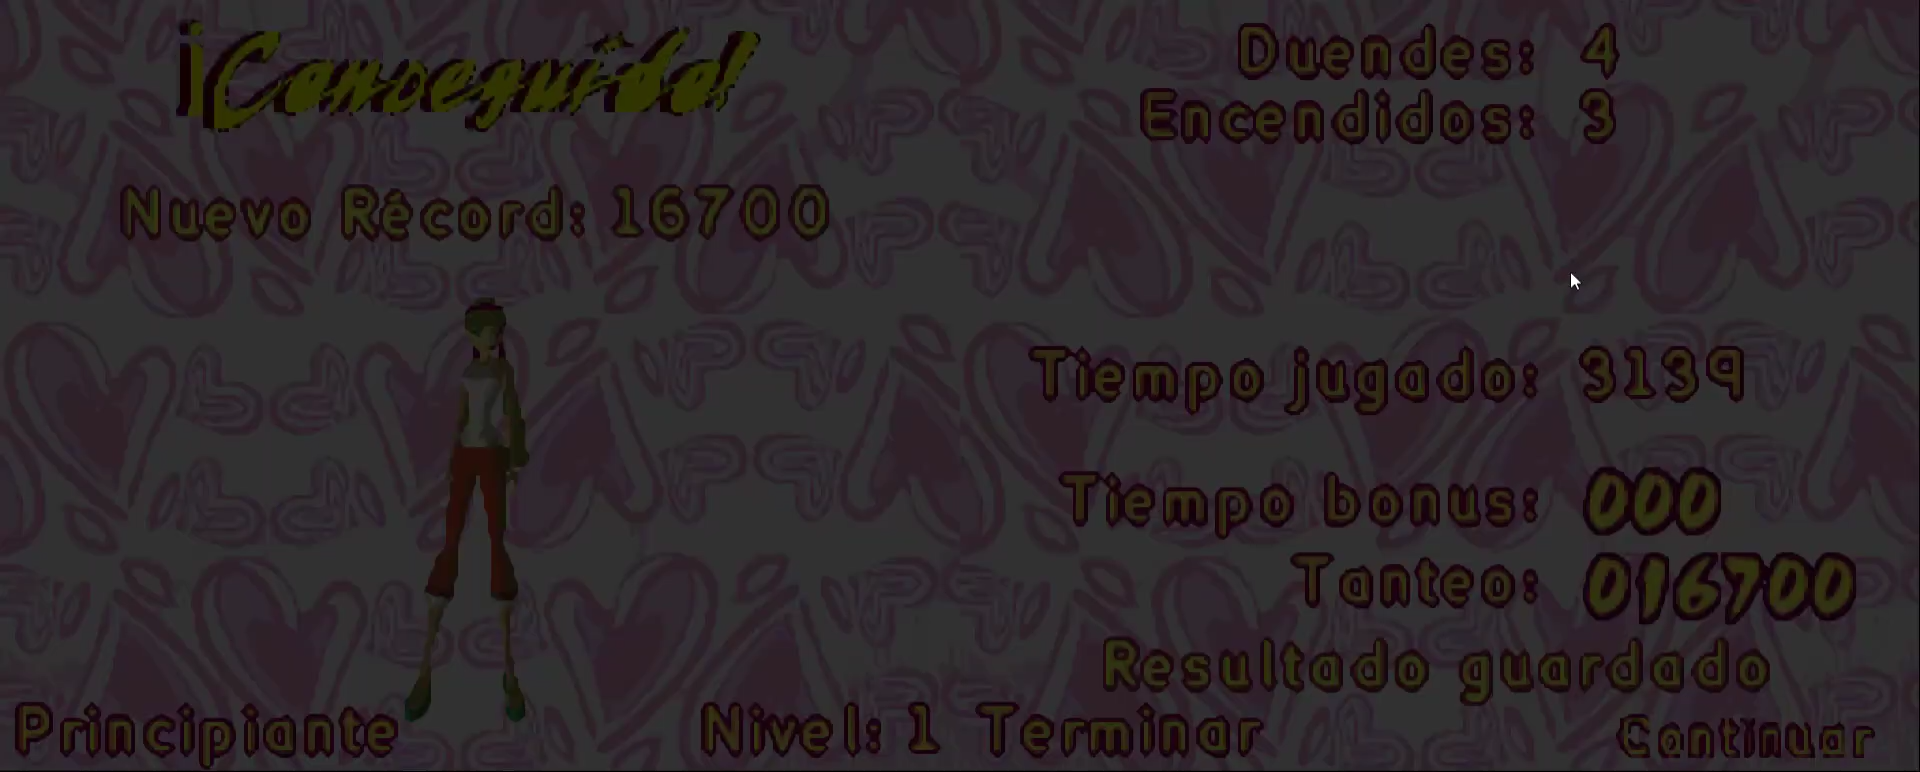 ¡Conseguido!
Nuevo Récord: 16700
Duendes: 4
Encendidos: 3
Tiempo jugado: 3139
Tiempo bonus: 000
Tanteo: 016700
Resultado guardado
Principiante
Nivel: 1
Terminar
Continuar